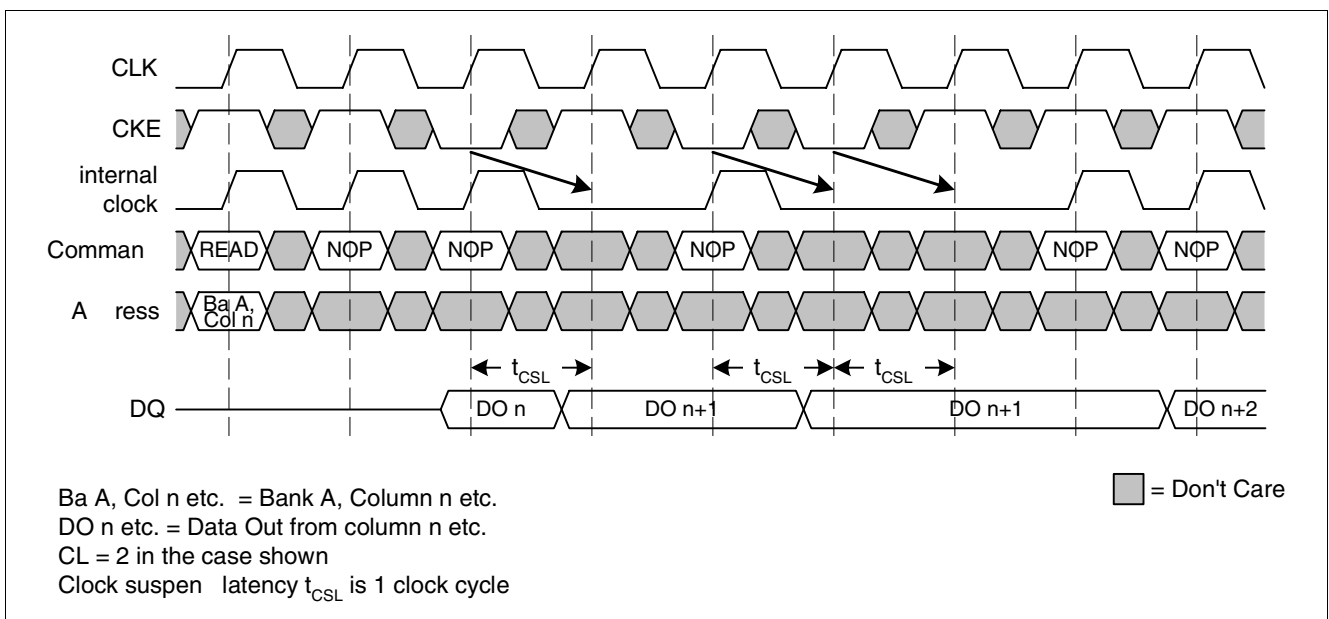 CLK
CKE
internal
clock
Comman
READ NOP NOP NOP NOP NOP
A ress
Ba A,
Col n
tCSL tCSL tCSL
DQ
DO n DO n+1 DO n+1 DO n+2
Ba A, Col n etc. = Bank A, Column n etc.
= Don't Care
DO n etc. = Data Out from column n etc.
CL = 2 in the case shown
Clock suspen latency tCSL is 1 clock cycle